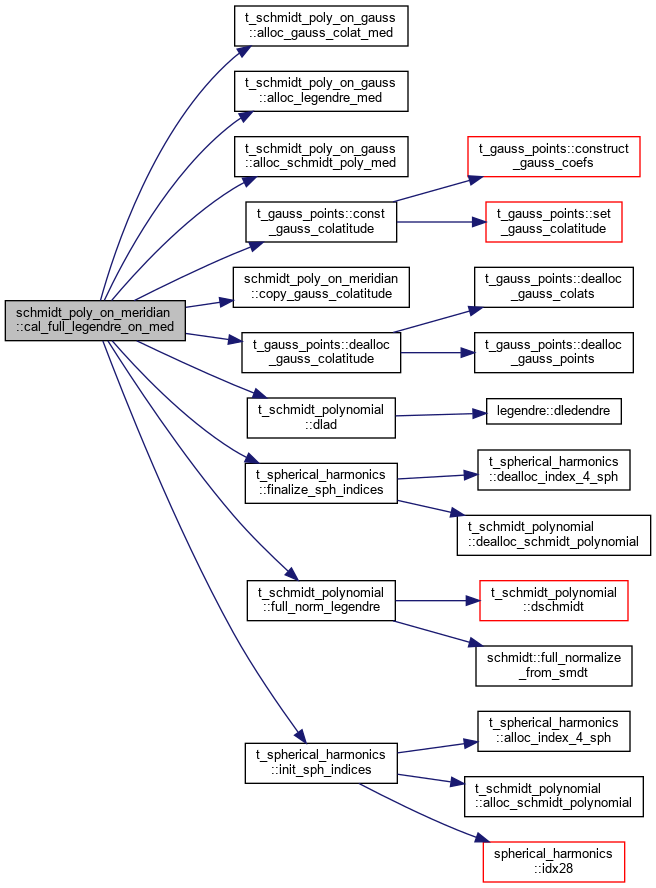 t_schmidt_poly_on_gauss
::alloc_gauss_colat_med
t_schmidt_poly_on_gauss
::alloc_legendre_med
t_schmidt_poly_on_gauss
::alloc_schmidt_poly_med
t_gauss_points::construct
_gauss_coefs
t_gauss_points::const
_gauss_colatitude
t_gauss_points::set
_gauss_colatitude
schmidt_poly_on_meridian
::copy_gauss_colatitude
t_gauss_points::dealloc
_gauss_colats
schmidt_poly_on_meridian
::cal_full_legendre_on_med
t_gauss_points::dealloc
_gauss_colatitude
t_gauss_points::dealloc
_gauss_points
t_schmidt_polynomial
::dlad
legendre::dledendre
t_spherical_harmonics
::finalize_sph_indices
t_spherical_harmonics
::dealloc_index_4_sph
t_schmidt_polynomial
::dealloc_schmidt_polynomial
t_schmidt_polynomial
::full_norm_legendre
t_schmidt_polynomial
::dschmidt
schmidt::full_normalize
_from_smdt
t_spherical_harmonics
::init_sph_indices
t_spherical_harmonics
::alloc_index_4_sph
t_schmidt_polynomial
::alloc_schmidt_polynomial
spherical_harmonics
::idx28